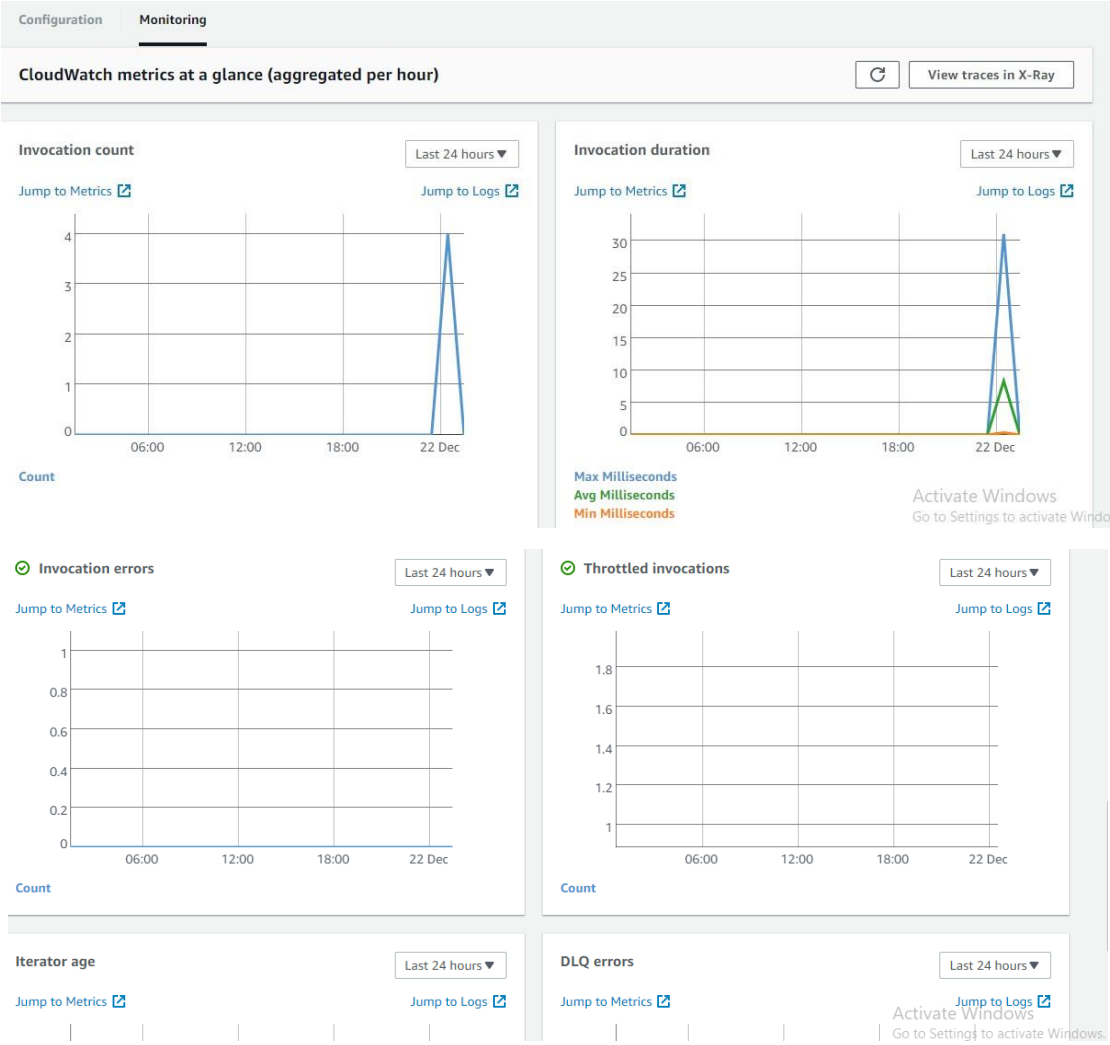 Configuration
Monitoring
CloudWatch metrics at a glance (aggregated per hour)
View traces in X-Ray
Invocation count
Last 24 hours
Jump to Metrics
Jump to Logs
4
3
2
1
0
06:00 12:00 18:00 22 Dec
Count
Invocation duration
Last 24 hours
Jump to Metrics
Jump to Logs
30
25
20
15
10
5
0
06:00 12:00 18:00 22 Dec
Max Milliseconds
Avg Milliseconds
Min Milliseconds
Activate Windows
Go to Settings to activate Windo
Invocation errors
Last 24 hours
Jump to Metrics
Jump to Logs
1
0.8
0.6
0.4
0.2
0
06:00 12:00 18:00 22 Dec
Count
Throttled invocations
Last 24 hours
Jump to Metrics
Jump to Logs
1.8
1.6
1.4
1.2
1
06:00 12:00 18:00 22 Dec
Count
Iterator age
Last 24 hours
Jump to Metrics
Jump to Logs
DLQ errors
Last 24 hours
Jump to Metrics
Jump to Logs
Activate Windows
Go to Settings to activate Windows.